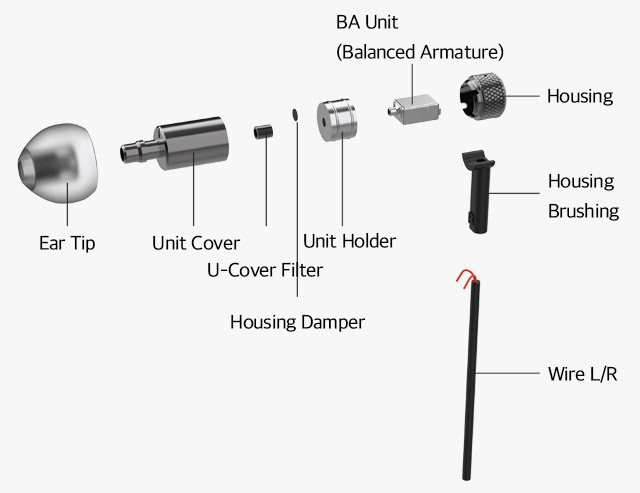 BA Unit
(Balanced Armature)
Housing
Housing
Brushing
Ear Tip
Unit Cover
Unit Holder
U-Cover Filter
Housing Damper
Wire L/R